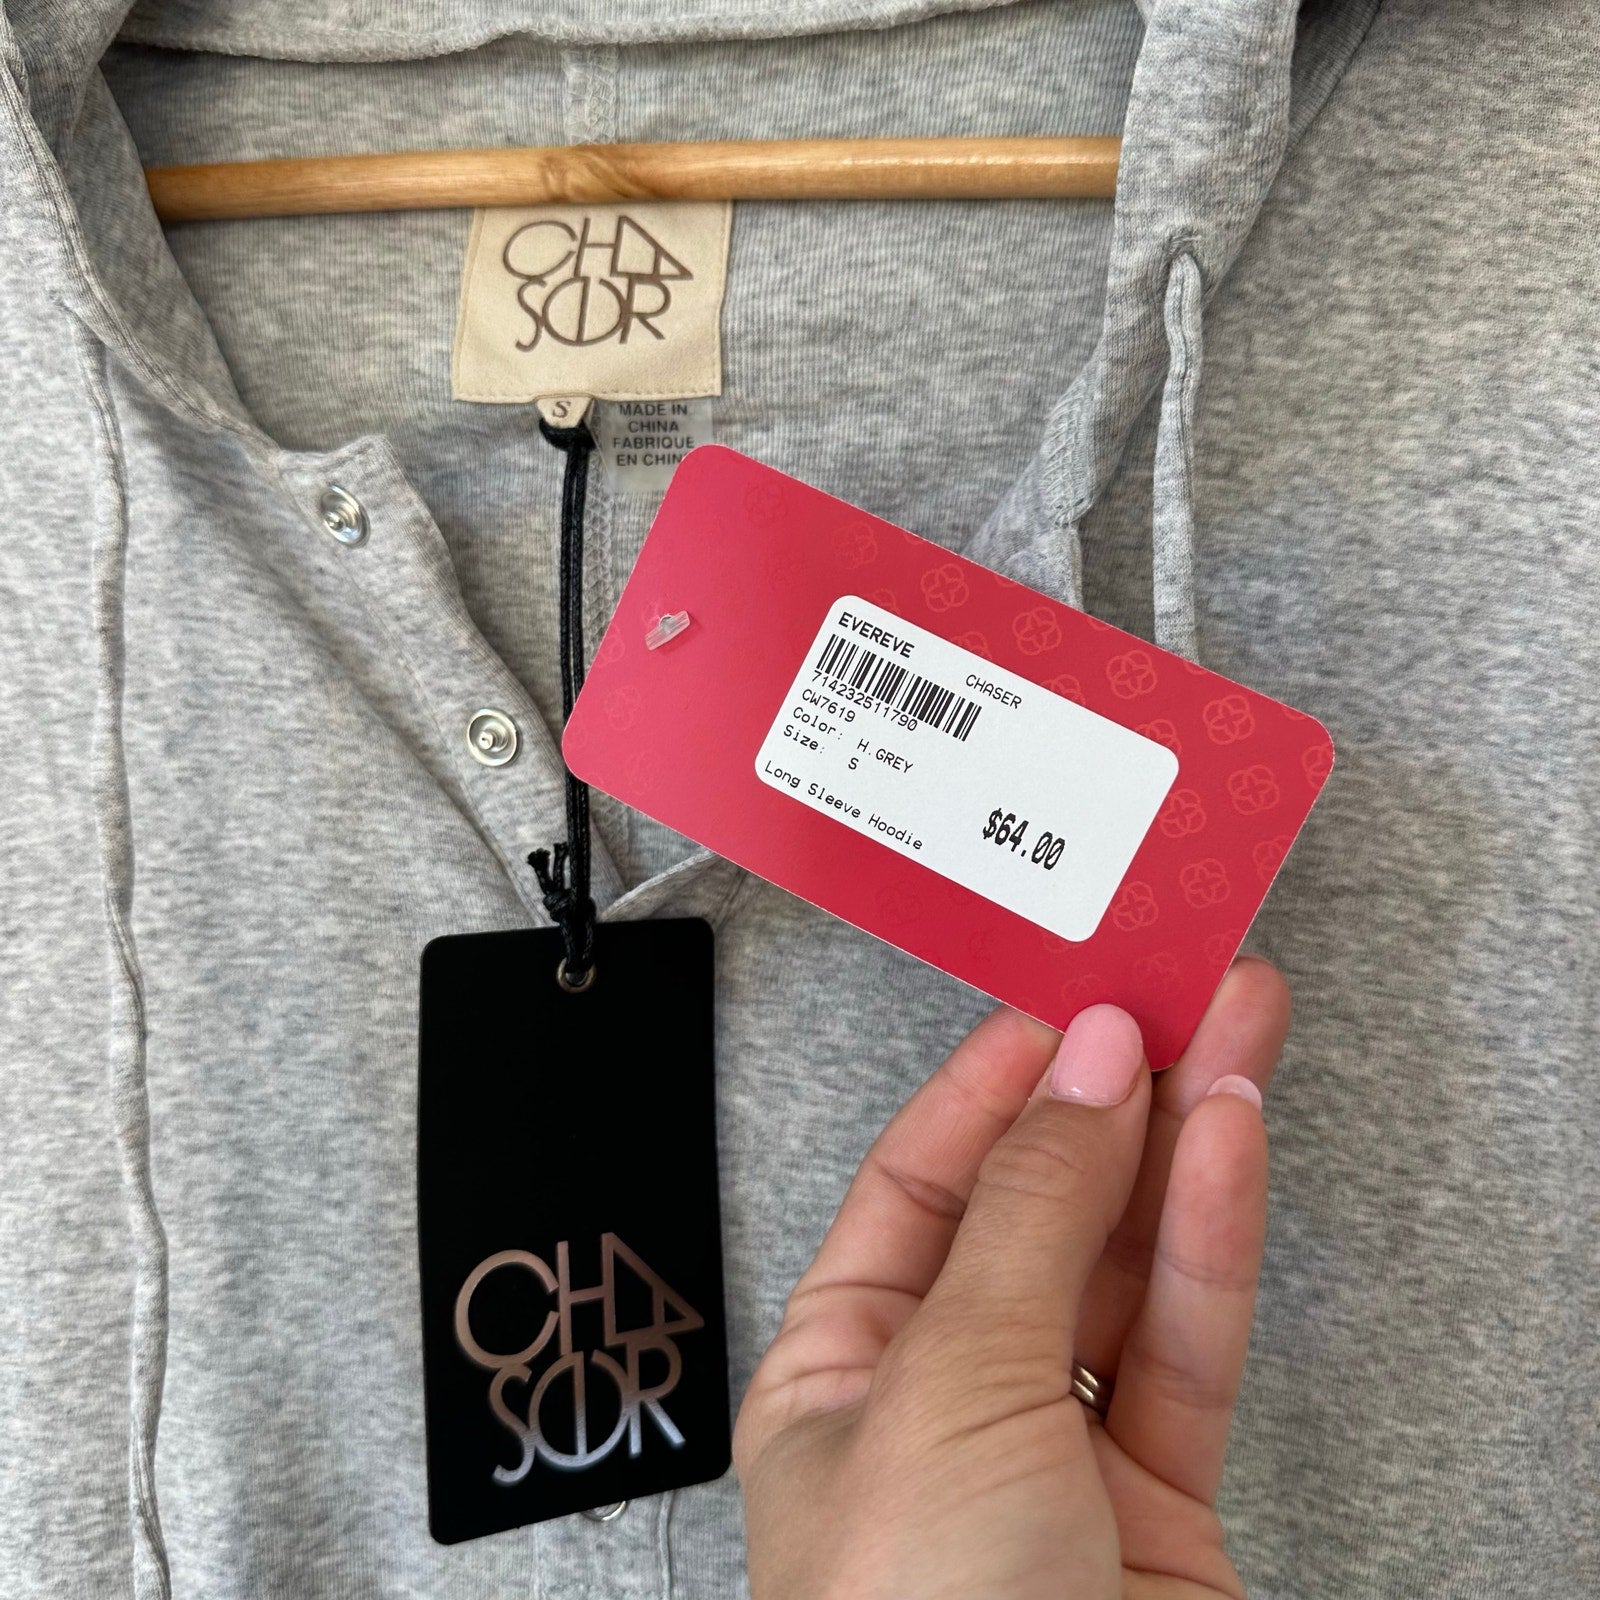 CHASER
S
MADE IN
CHINA
FABRIQUE
EN CHIN
EVEREVE
CHASER
714232511790
CW7619
Color: H.GREY
Size: S
Long Sleeve Hoodie
$64.00
CHASER